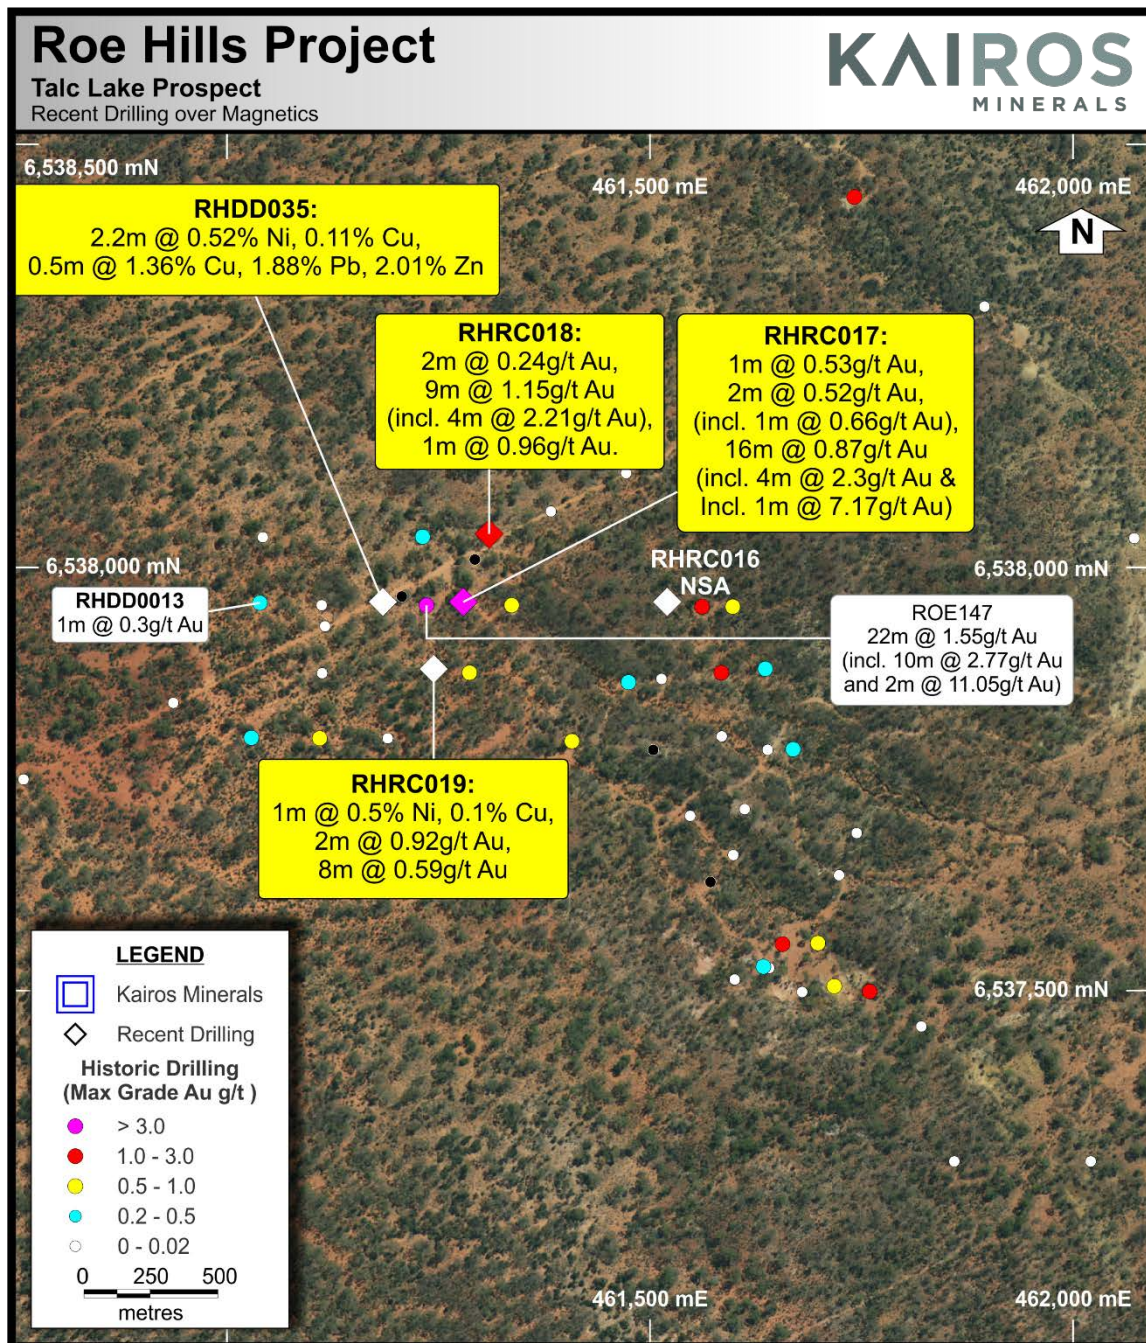 Roe Hills Project
Talc Lake Prospect
Recent Drilling over Magnetics
KAIROS
MINERALS
6,538,500 mN
461,500 mE
462,000 mE
N
RHDD035:
2.2m @ 0.52% Ni, 0.11% Cu,
0.5m @ 1.36% Cu, 1.88% Pb, 2.01% Zn
RHRC018:
2m @ 0.24g/t Au,
9m @ 1.15g/t Au
(incl. 4m @ 2.21g/t Au),
1m @ 0.96g/t Au.
RHRC017:
1m @ 0.53g/t Au,
2m @ 0.52g/t Au,
(incl. 1m @ 0.66g/t Au),
16m @ 0.87g/t Au
(incl. 4m @ 2.3g/t Au &
Incl. 1m @ 7.17g/t Au)
6,538,000 mN
RHRC016
NSA
6,538,000 mN
RHDD0013
1m @ 0.3g/t Au
ROE147
22m @ 1.55g/t Au
(incl. 10m @ 2.77g/t Au
and 2m @ 11.05g/t Au)
RHRC019:
1m @ 0.5% Ni, 0.1% Cu,
2m @ 0.92g/t Au,
8m @ 0.59g/t Au
6,537,500 mN
LEGEND
Kairos Minerals
Recent Drilling
Historic Drilling
(Max Grade Au g/t )
> 3.0
1.0 - 3.0
0.5 - 1.0
0.2 - 0.5
0 - 0.02
0 250 500
metres
461,500 mE
462,000 mE